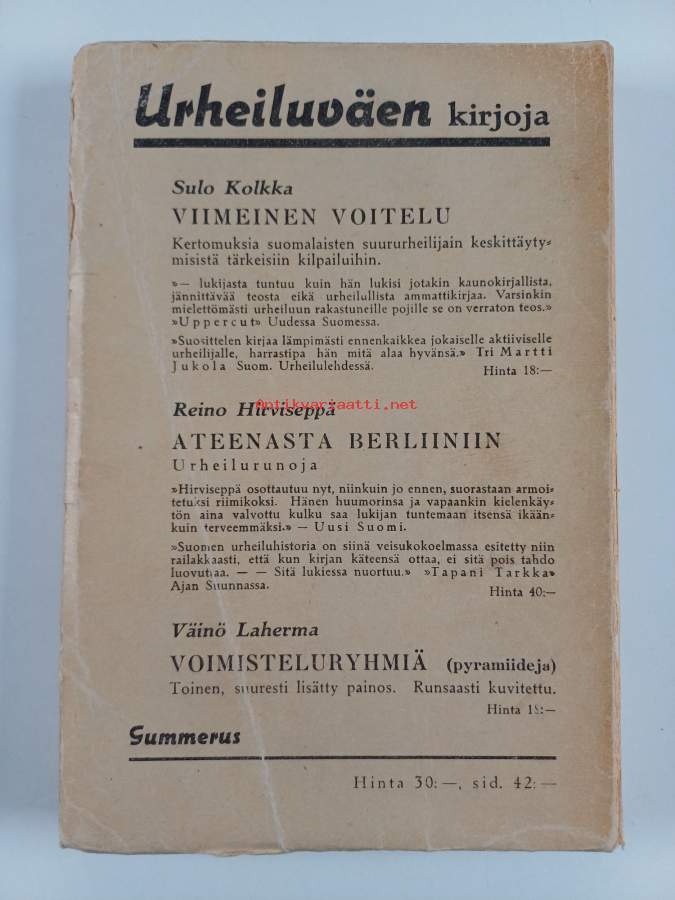 Urheiluväen kirjoja
Sulo Kolkka
VIIMEINEN VOITELU
Kertomuksia suomalaisten suururheilijain keskittäyty=
misistä tärkeisiin kilpailuihin.
»— lukijasta tuntuu kuin hän lukisi jotakin kaunokirjallista,
jännittävää teosta eikä urheilullista ammattikirjaa. Varsinkin
mielettömästi urheiluun rakastuneille pojille se on verraton teos.»
»Uppercut» Uudessa Suomessa.
»Suosittelen kirjaa lämpimästi ennenkaikkea jokaiselle aktiiviselle
urheilijalle, harrastipa hän mitä alaa hyvänsä.» Tri Martti
Jukola Suom. Urheilulehdessä.
Hinta 18:—
Antikvariaatti.net
Reino Hirviseppä
ATEENASTA BERLIINIIN
Urheilurunoja
»Hirviseppä osottautuu nyt, niinkuin jo ennen, suorastaan armoi=
tetuksi riimikoksi. Hänen huumorinsa ja vapaankin kielenkäy=
tön aina valvottu kulku saa lukijan tuntemaan itsensä ikään=
kuin terveemmäksi.» — Uusi Suomi.
»Suomen urheiluhistoria on siinä veisukokoelmassa esitetty niin
railakkaasti, että kun kirjan käteensä ottaa, ei sitä pois tahdo
luovuttaa. — — Sitä lukiessa nuortuu.» »Tapani Tarkka»
Ajan Suunnassa.
Hinta 40:—
Väinö Laherma
VOIMISTELURYHMIÄ (pyramiideja)
Toinen, suuresti lisätty painos. Runsaasti kuvitettu.
Hinta 18:—
Gummerus
Hinta 30:—, sid. 42:—